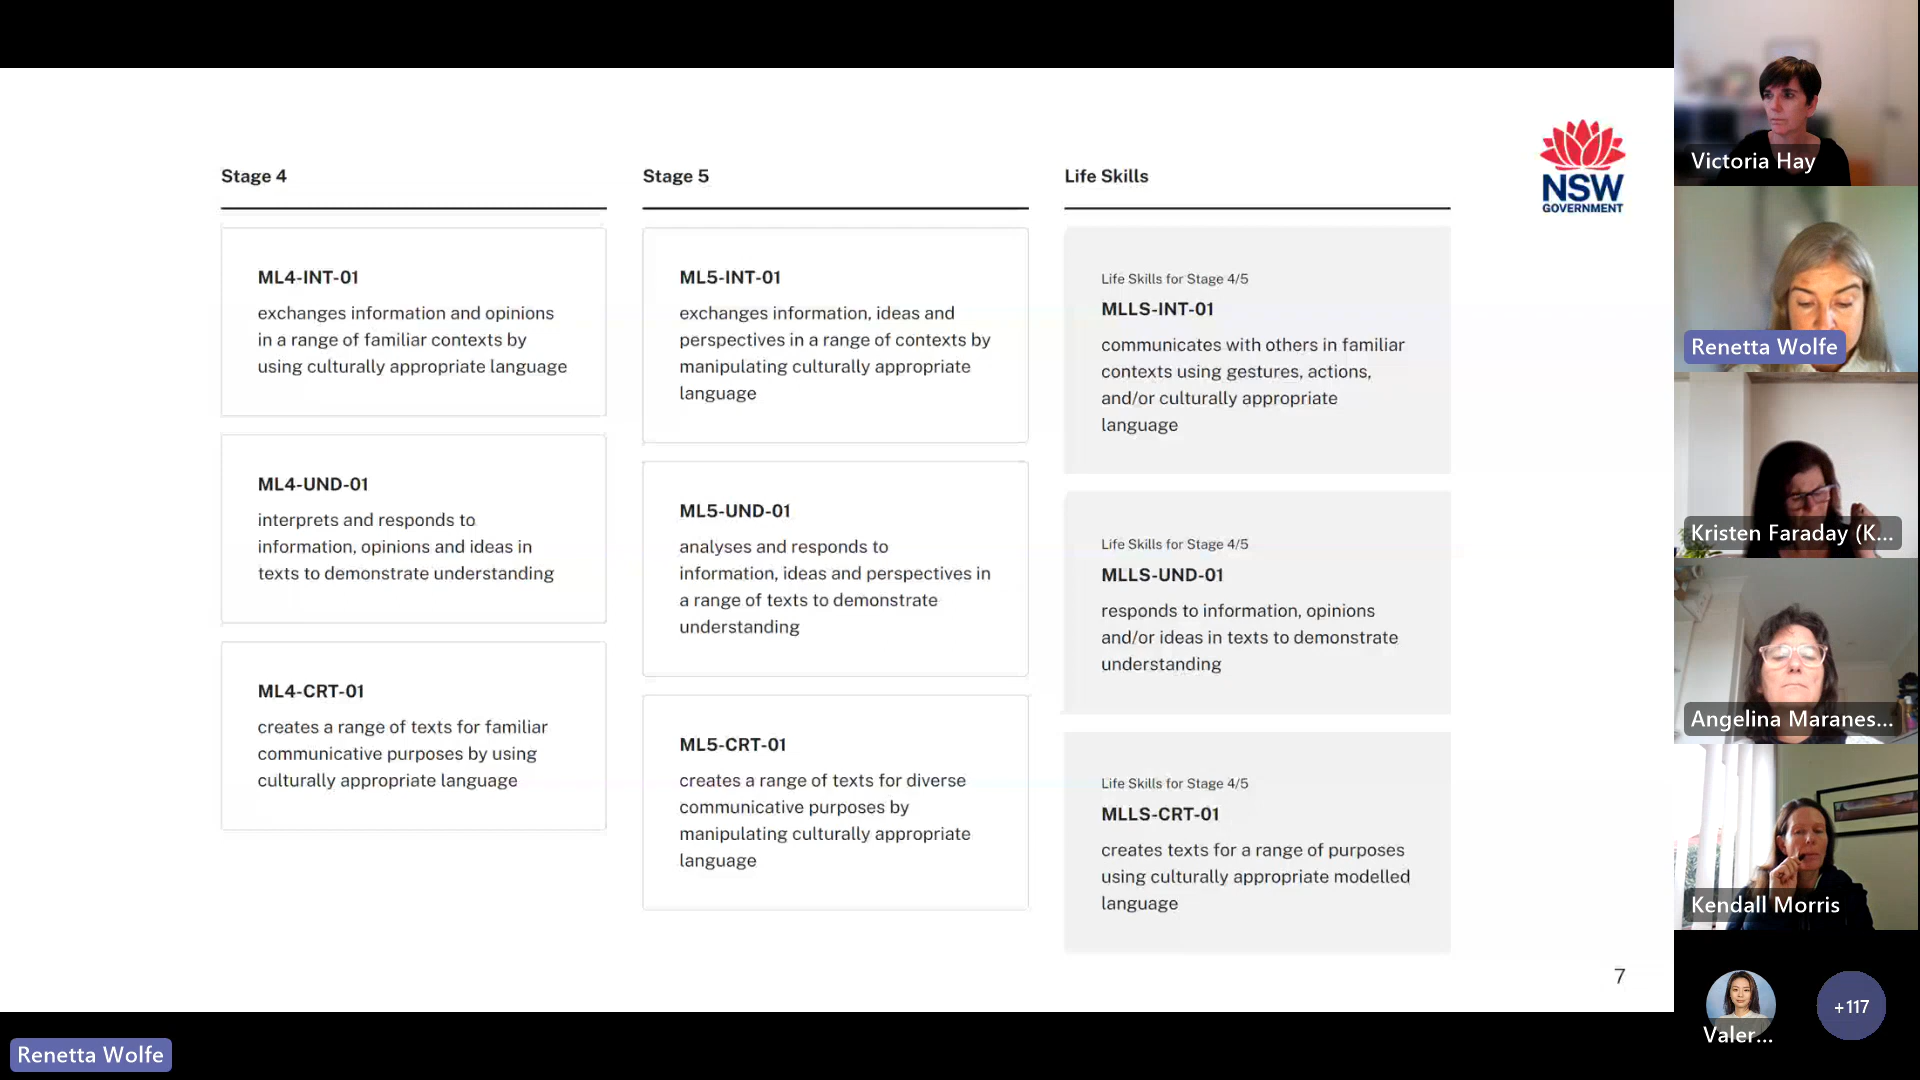 Stage 4
ML4-INT-01
exchanges information and opinions
in a range of familiar contexts by
using culturally appropriate language
ML4-UND-01
interprets and responds to
information, opinions and ideas in
texts to demonstrate understanding
ML4-CRT-01
creates a range of texts for familiar
communicative purposes by using
culturally appropriate language
Stage 5
ML5-INT-01
exchanges information, ideas and
perspectives in a range of contexts by
manipulating culturally appropriate
language
ML5-UND-01
analyses and responds to
information, ideas and perspectives in
a range of texts to demonstrate
understanding
ML5-CRT-01
creates a range of texts for diverse
communicative purposes by
manipulating culturally appropriate
language
Life Skills
Life Skills for Stage 4/5
MLLS-INT-01
communicates with others in familiar
contexts using gestures, actions,
and/or culturally appropriate
language
Life Skills for Stage 4/5
MLLS-UND-01
responds to information, opinions
and/or ideas in texts to demonstrate
understanding
Life Skills for Stage 4/5
MLLS-CRT-01
creates texts for a range of purposes
using culturally appropriate modelled
language
NSW
GOVERNMENT
7
Victoria Hay
Renetta Wolfe
Kristen Faraday (K...
Angelina Maranes...
Kendall Morris
Valer...
+117
Renetta Wolfe